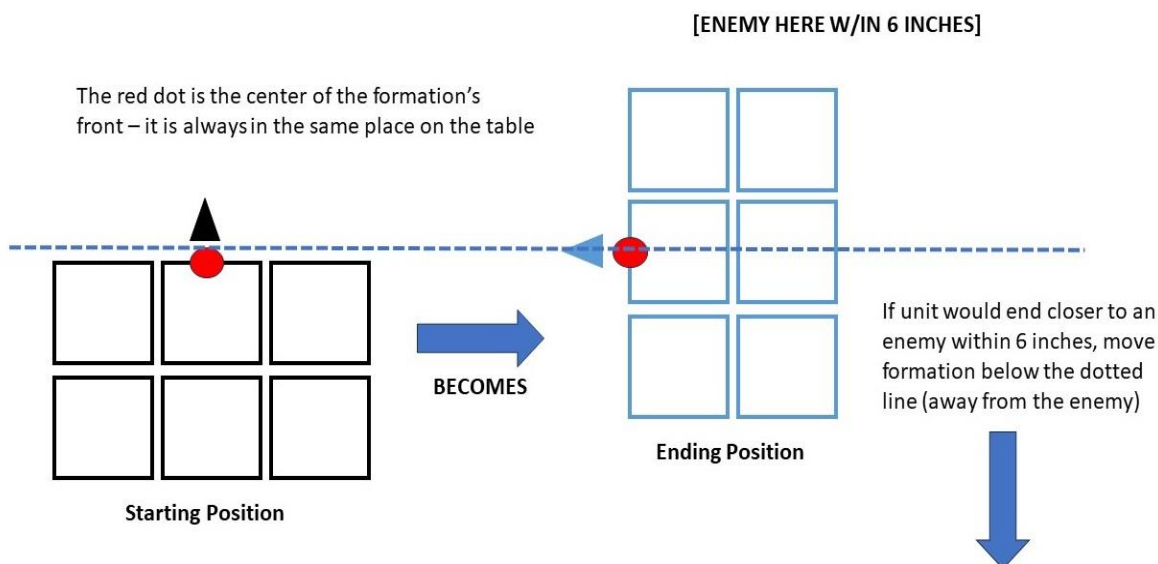 [ENEMY HERE W/IN 6 INCHES]
The red dot is the center of the formation's
front – it is always in the same place on the table
BECOMES
If unit would end closer to an
enemy within 6 inches, move
formation below the dotted
line (away from the enemy)
Starting Position
Ending Position